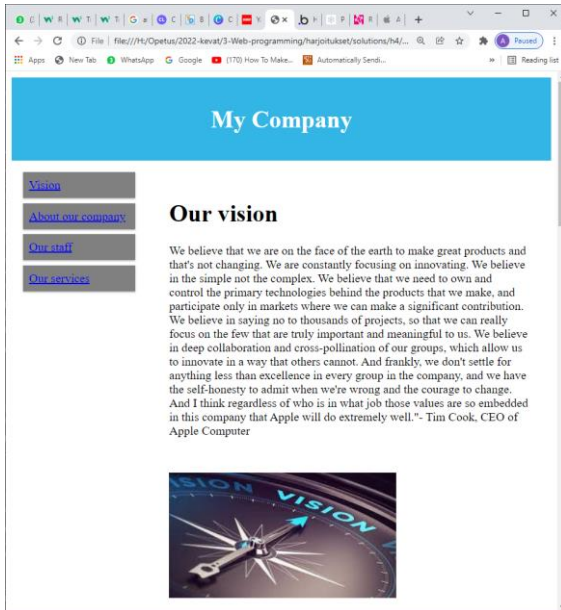 File | file:///H:/Opetus/2022-kevat/3-Web-programming/harjoitukset/solutions/h4/... Paused
Apps New Tab WhatsApp Google (170) How To Make... Automatically Sendi... » Reading list
My Company
Vision
About our company
Our staff
Our services
Our vision
We believe that we are on the face of the earth to make great products and
that's not changing. We are constantly focusing on innovating. We believe
in the simple not the complex. We believe that we need to own and
control the primary technologies behind the products that we make, and
participate only in markets where we can make a significant contribution.
We believe in saying no to thousands of projects, so that we can really
focus on the few that are truly important and meaningful to us. We believe
in deep collaboration and cross-pollination of our groups, which allow us
to innovate in a way that others cannot. And frankly, we don't settle for
anything less than excellence in every group in the company, and we have
the self-honesty to admit when we're wrong and the courage to change.
And I think regardless of who is in what job those values are so embedded
in this company that Apple will do extremely well."- Tim Cook, CEO of
Apple Computer
VISION